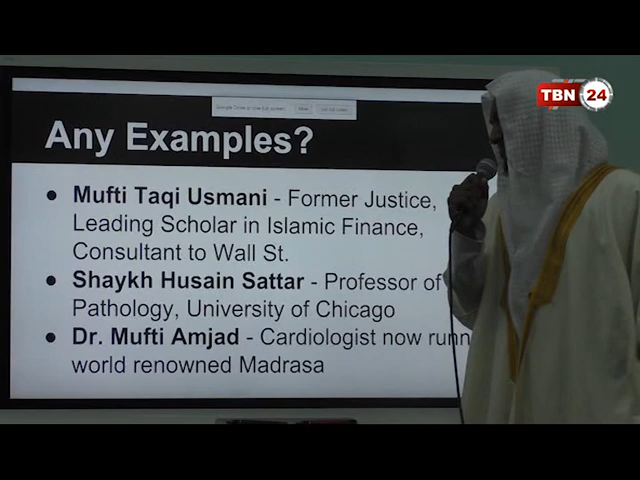 TBN 24
Any Examples?
• Mufti Taqi Usmani - Former Justice,
Leading Scholar in Islamic Finance,
Consultant to Wall St.
• Shaykh Husain Sattar - Professor of
Pathology, University of Chicago
• Dr. Mufti Amjad - Cardiologist now runn
world renowned Madrasa